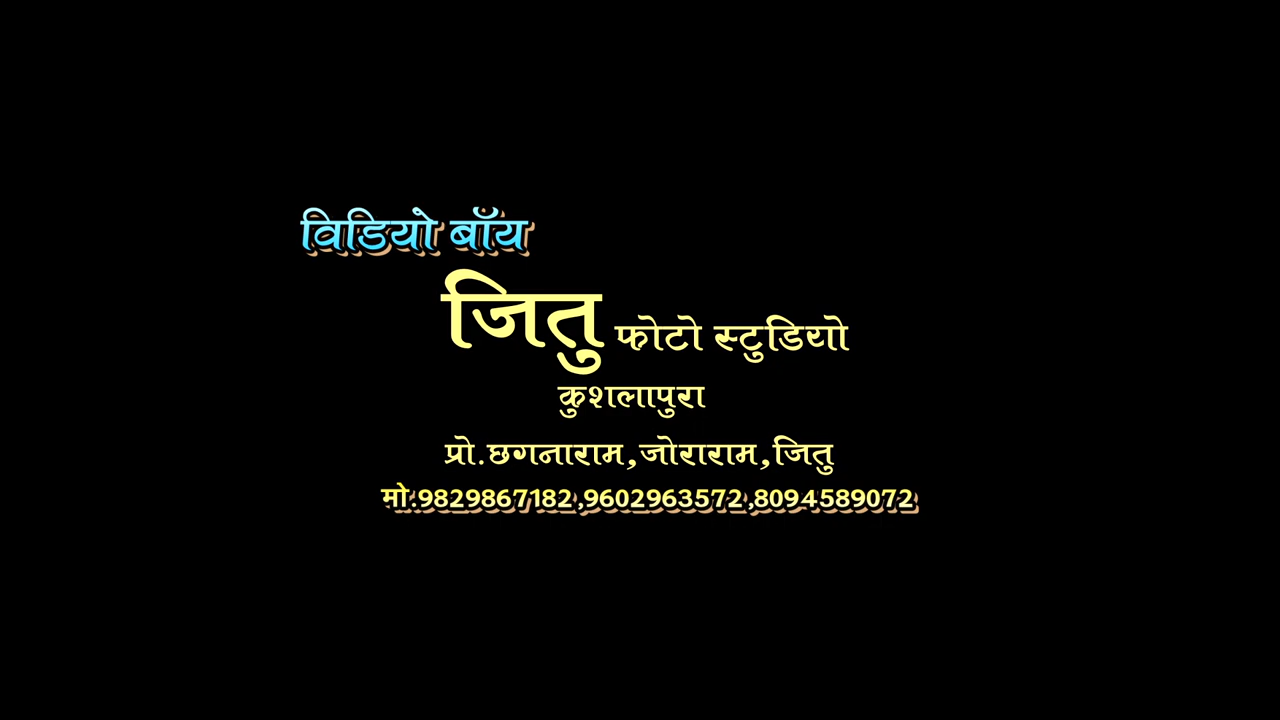 विडियो बॉय
जितु फोटो स्टुडियो
कुशलापुरा
प्रो.छगनाराम,जोराराम,जितु
मो.9829867182,9602963572,8094589072